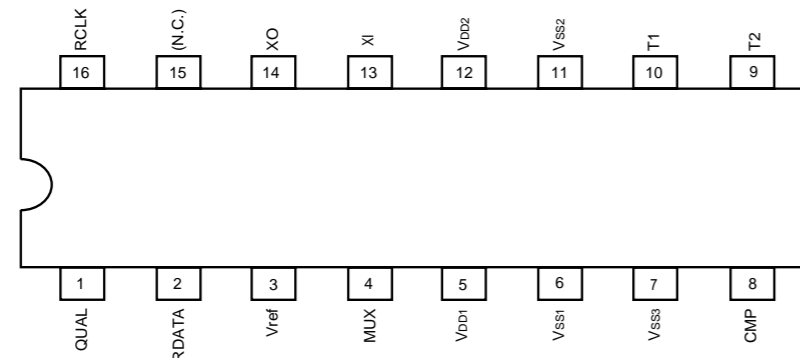 RCLK (N.C.) XO XI VDD2 VSS2 T1 T2
16 15 14 13 12 11 10 9
1 2 3 4 5 6 7 8
QUAL RDATA Vref MUX VDD1 VSS1 VSS3 CMP